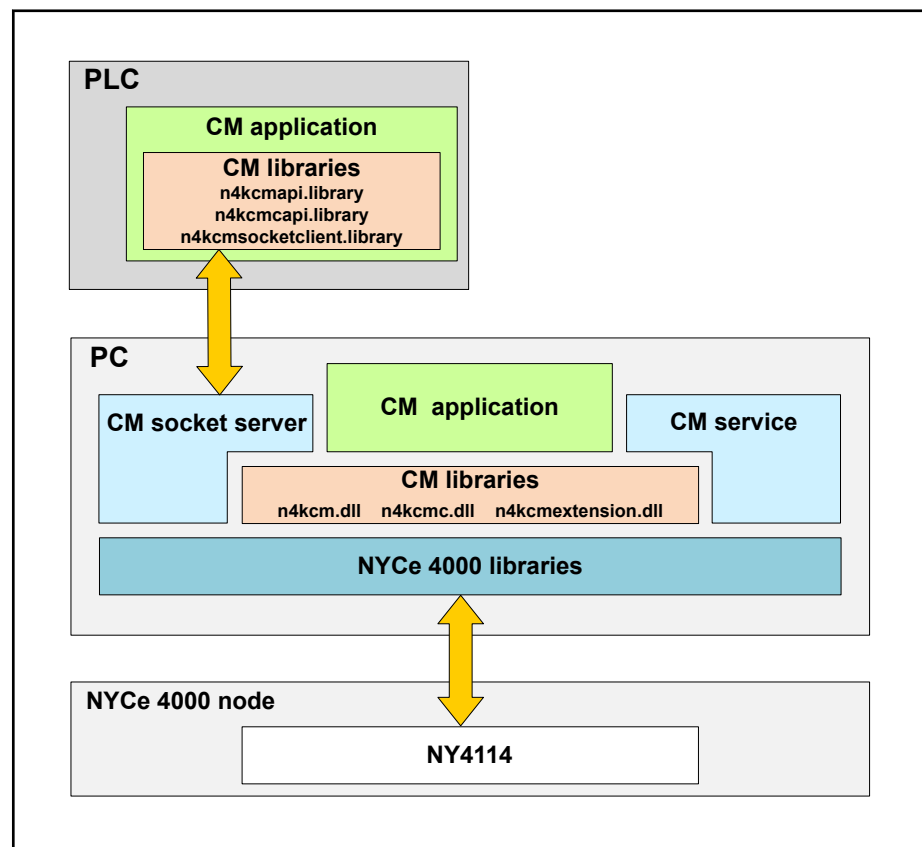 PLC
CM application
CM libraries
n4kcmapi.library
n4kcmcapi.library
n4kcmsocketclient.library
PC
CM socket server
CM application
CM service
CM libraries
n4kcm.dll n4kcmc.dll n4kcmextension.dll
NYCe 4000 libraries
NYCe 4000 node
NY4114